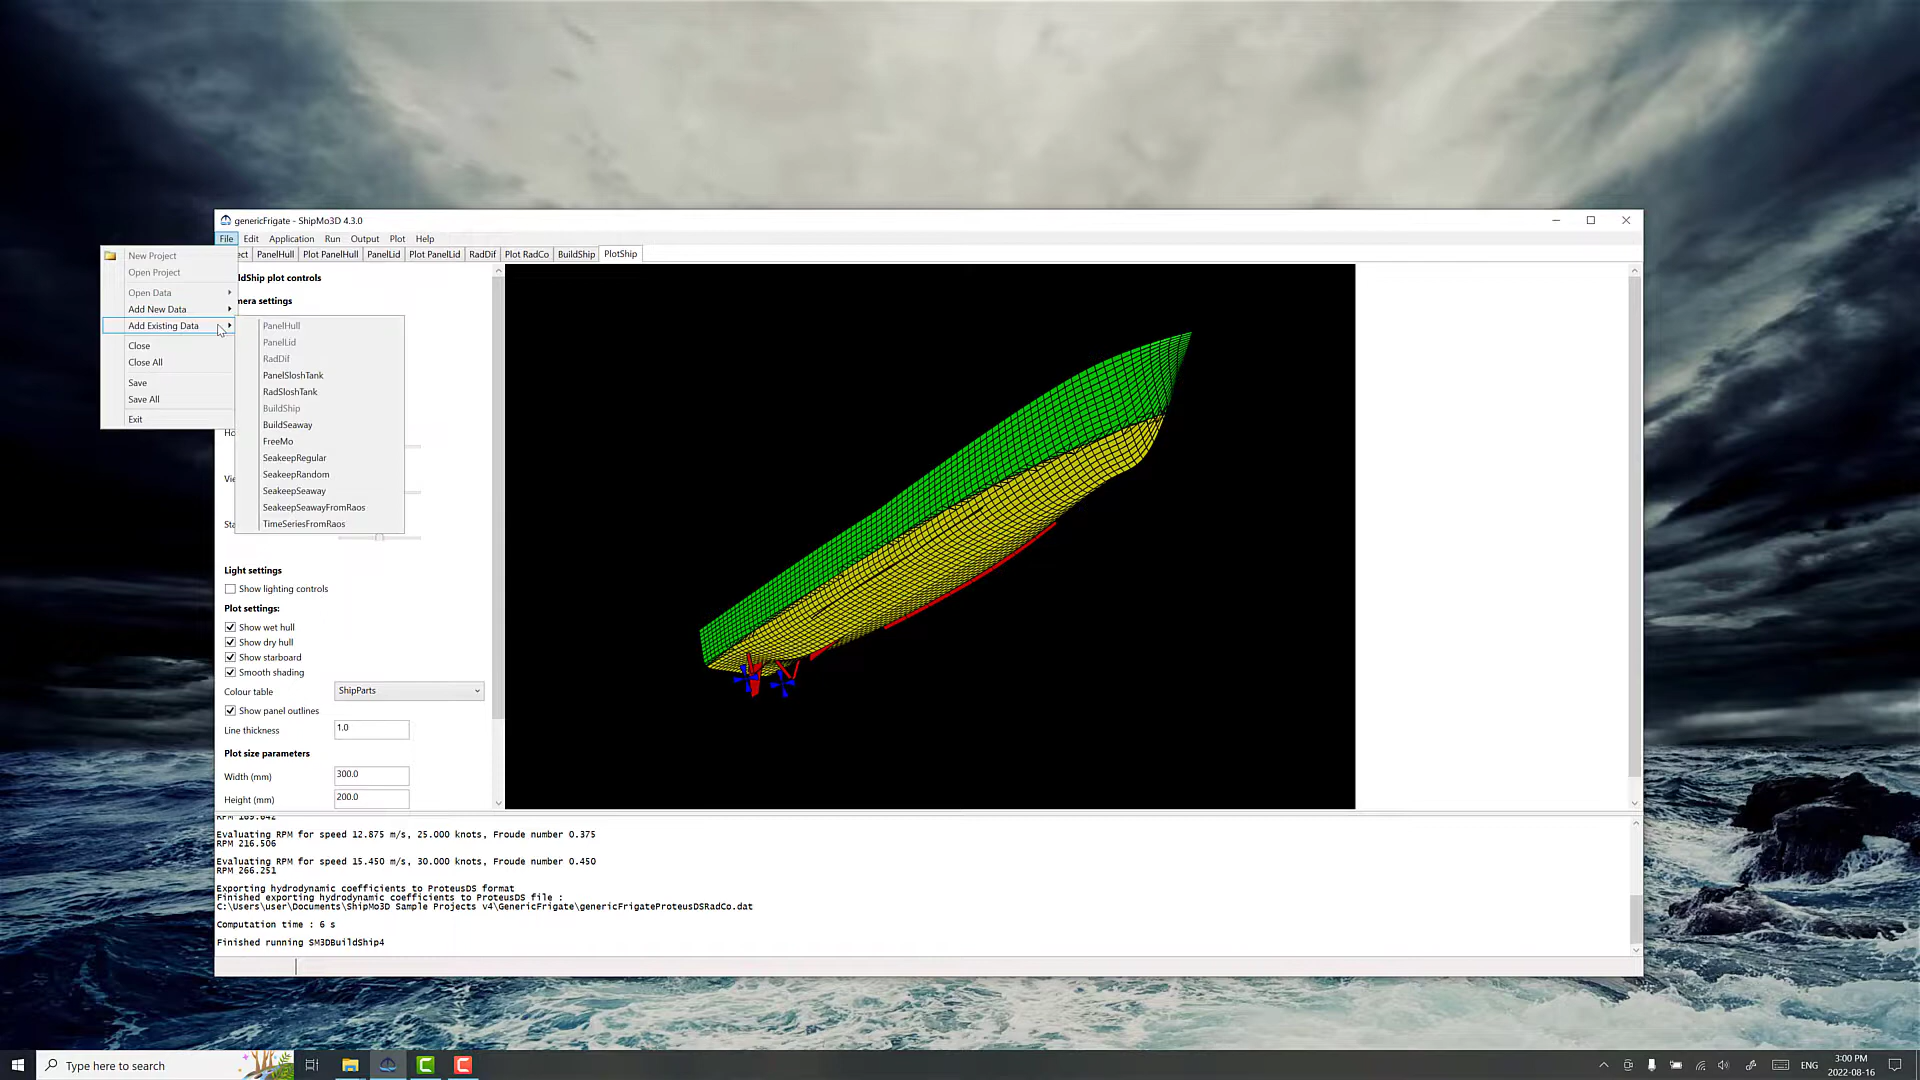 genericFrigate - ShipMo3D 4.3.0
File Edit Application Run Output Plot Help
ect PanelHull Plot PanelHull PanelLid Plot PanelLid RadDif Plot RadCo BuildShip PlotShip
New Project
Open Project
Open Data
Add New Data
Add Existing Data
Close
Close All
Save
Save All
Exit
PanelHull
PanelLid
RadDif
PanelSloshTank
RadSloshTank
BuildShip
BuildSeaway
FreeMo
SeakeepRegular
SeakeepRandom
SeakeepSeaway
SeakeepSeawayFromRaos
TimeSeriesFromRaos
ildShip plot controls
mera settings
Ho
Vie
Sta
Light settings
Show lighting controls
Plot settings:
Show wet hull
Show dry hull
Show starboard
Smooth shading
Colour table ShipParts
Show panel outlines
Line thickness 1.0
Plot size parameters
Width (mm) 300.0
Height (mm) 200.0
RPM 189.642
Evaluating RPM for speed 12.875 m/s, 25.000 knots, Froude number 0.375
RPM 216.506
Evaluating RPM for speed 15.450 m/s, 30.000 knots, Froude number 0.450
RPM 266.251
Exporting hydrodynamic coefficients to ProteusDS format
Finished exporting hydrodynamic coefficients to ProteusDS file :
C:\Users\user\Documents\ShipMo3D Sample Projects v4\GenericFrigate\genericFrigateProteusDSRadCo.dat
Computation time : 6 s
Finished running SM3DBuildShip4
Type here to search
ENG
3:00 PM
2022-08-16